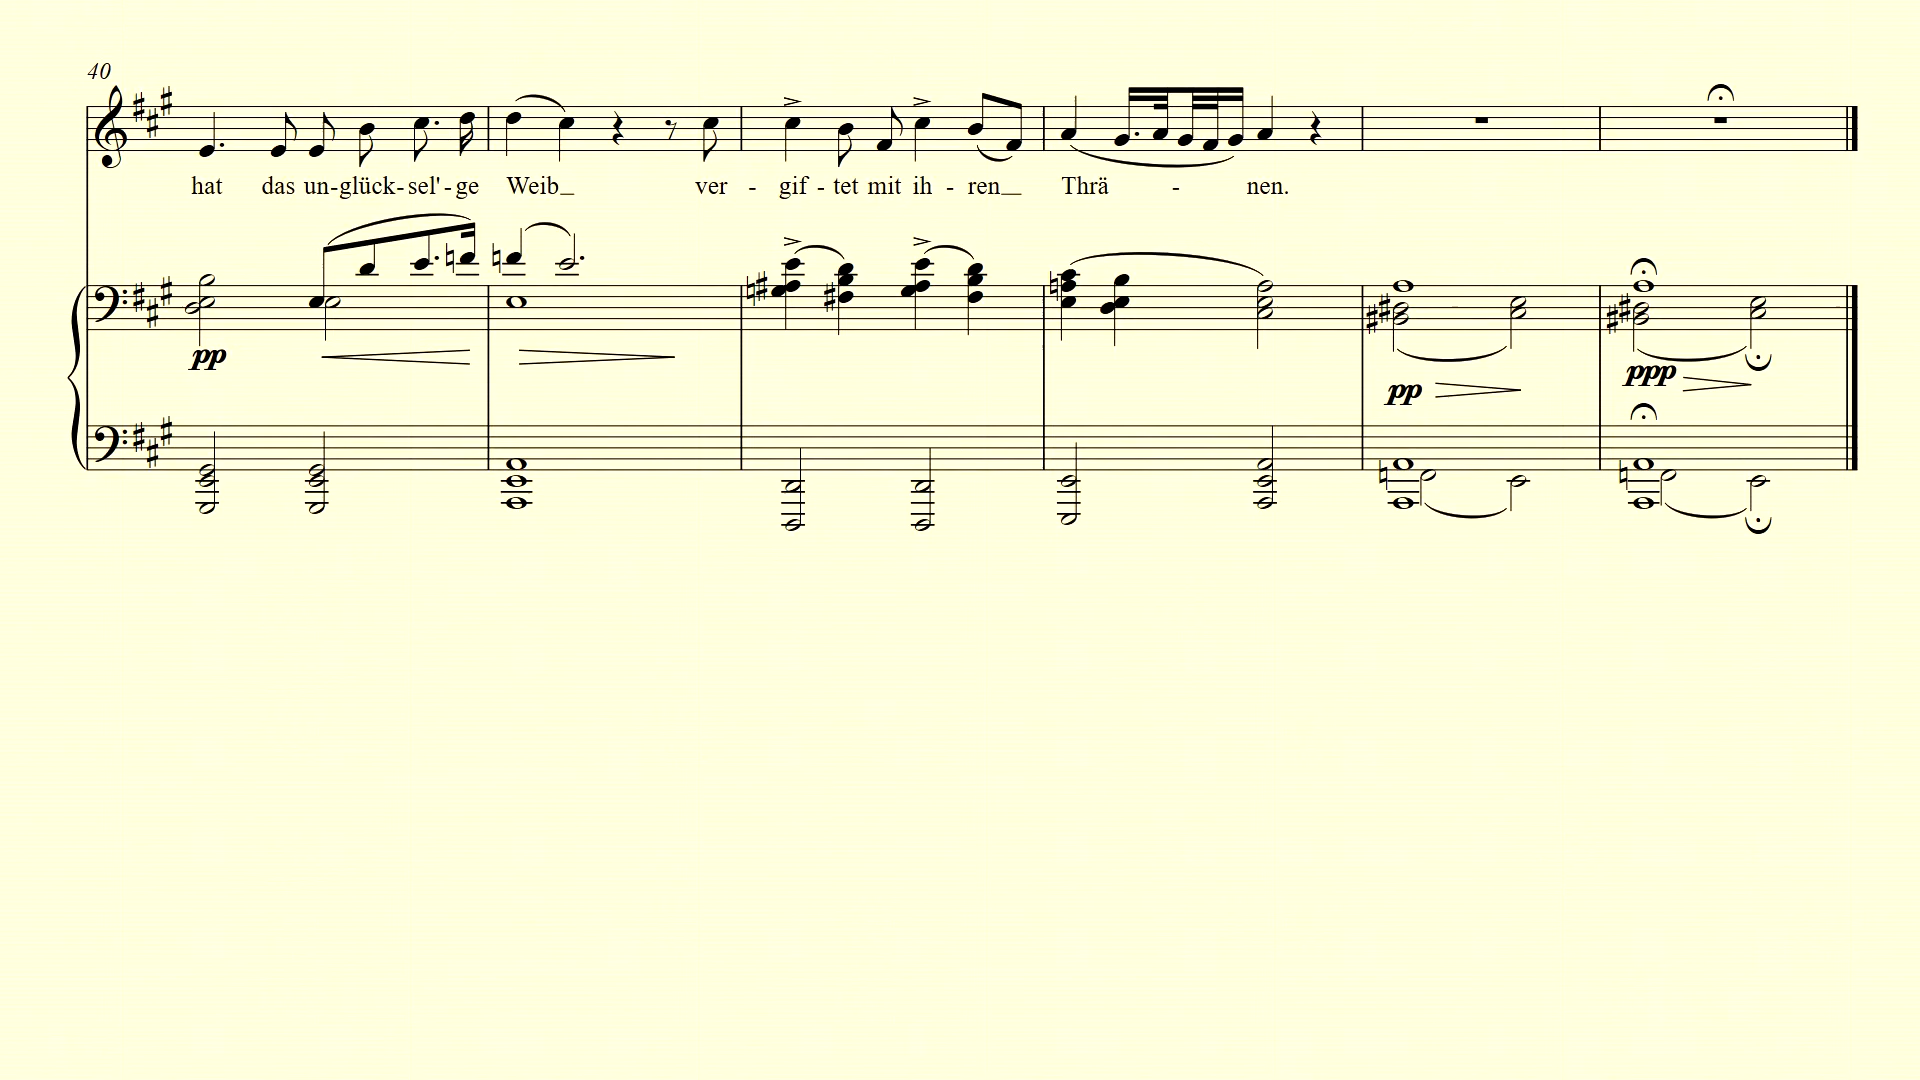 40
hat das un-glück-sel'-ge Weib_ ver - gif - tet mit ih - ren_ Thrä - nen.
pp
pp ppp